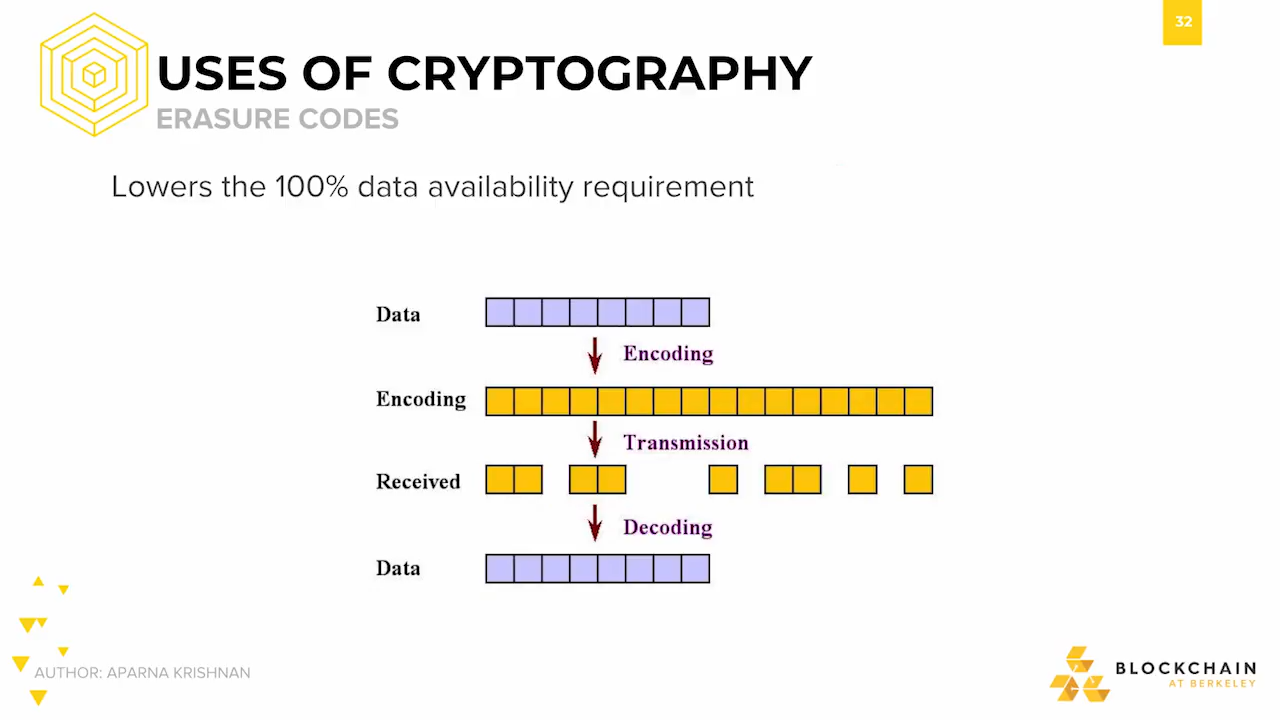 32
USES OF CRYPTOGRAPHY
ERASURE CODES
Lowers the 100% data availability requirement
Data
Encoding
Encoding
Transmission
Received
Decoding
Data
AUTHOR: APARNA KRISHNAN
BLOCKCHAIN
AT BERKELEY